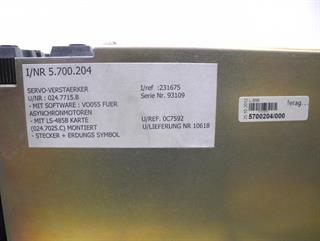 I/NR 5.700.204
SERVO-VERSTAERKER
I/ref :231675
U/NR : 024.7715.B
Serie Nr. 93109
- MIT SOFTWARE : VO05S FUER
ASYNCHRONMOTOREN
- MIT LS-485B KARTE
U/REF. 0C7592
(024.7025.C) MONTIERT
U/LIEFERUNG NR 10618
- STECKER + ERDUNGS SYMBOL
ferag...
5700204/000